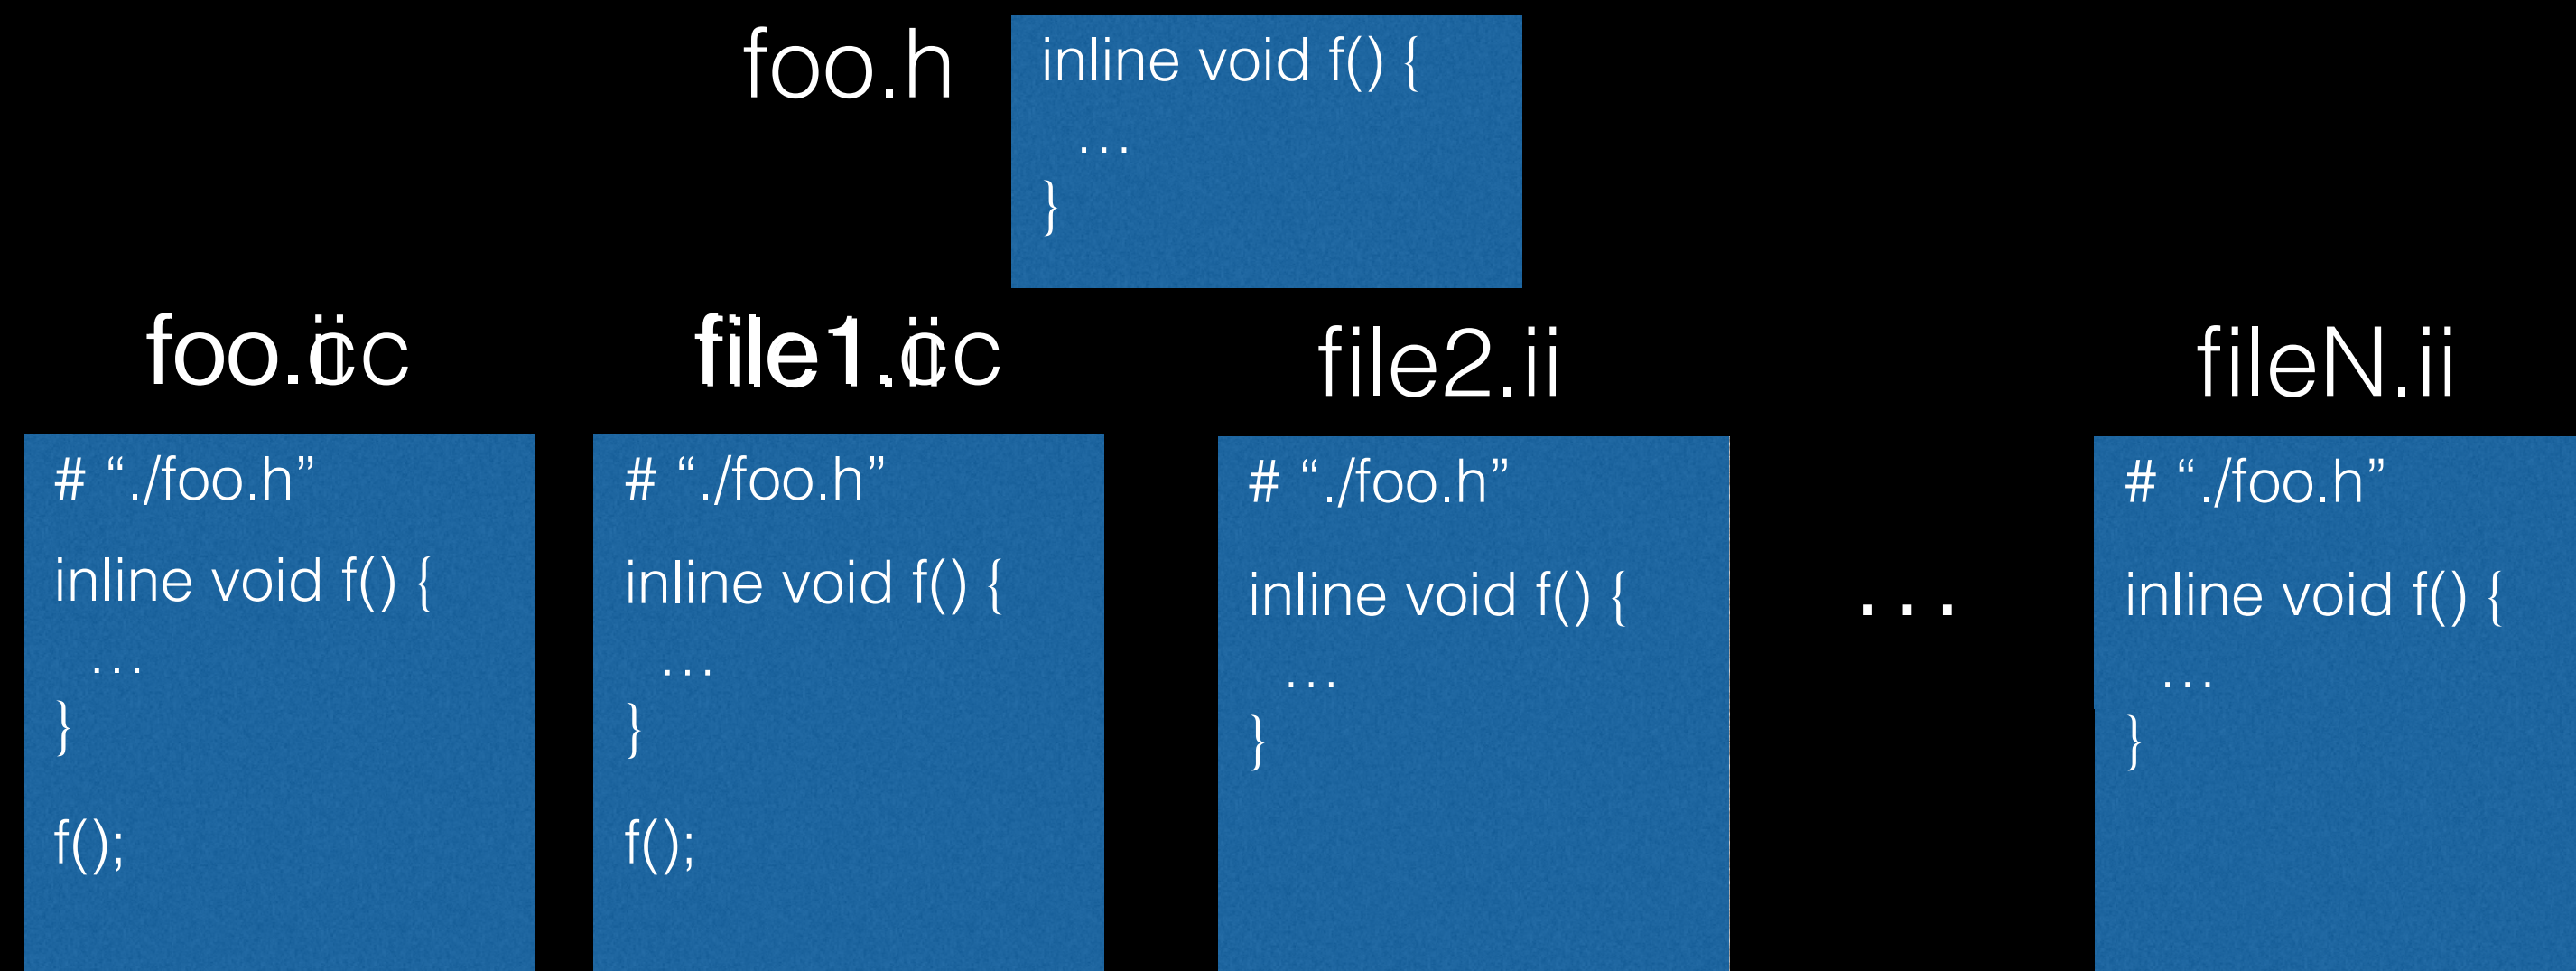 foo.h
inline void f() {
…
}
foo.
file1.
file2.ii
fileN.ii
# “./foo.h”
inline void f() {
…
}
f();
# “./foo.h”
inline void f() {
…
}
f();
# “./foo.h”
inline void f() {
…
}
…
# “./foo.h”
inline void f() {
…
}